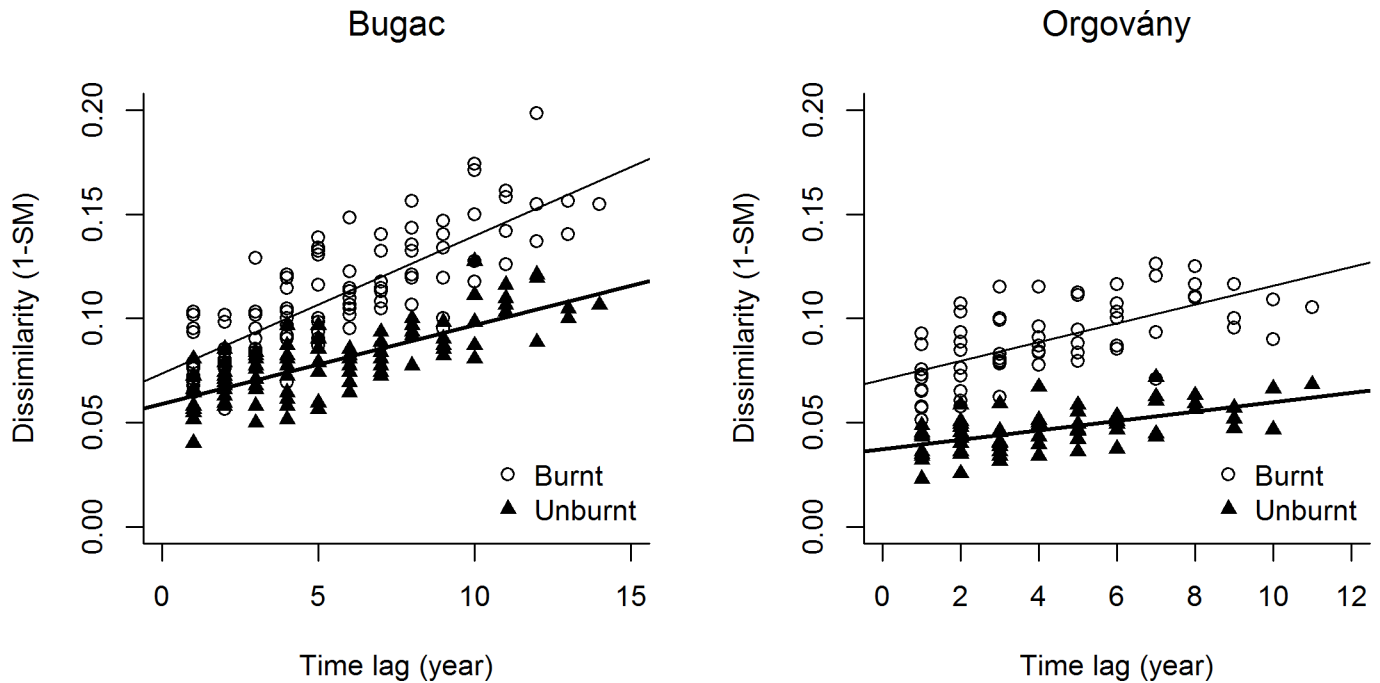 Bugac
Dissimilarity (1-SM)
0.20
0.15
0.10
0.05
0.00
Burnt
Unburnt
0 5 10 15
Time lag (year)
Orgovány
Dissimilarity (1-SM)
0.20
0.15
0.10
0.05
0.00
Burnt
Unburnt
0 2 4 6 8 10 12
Time lag (year)